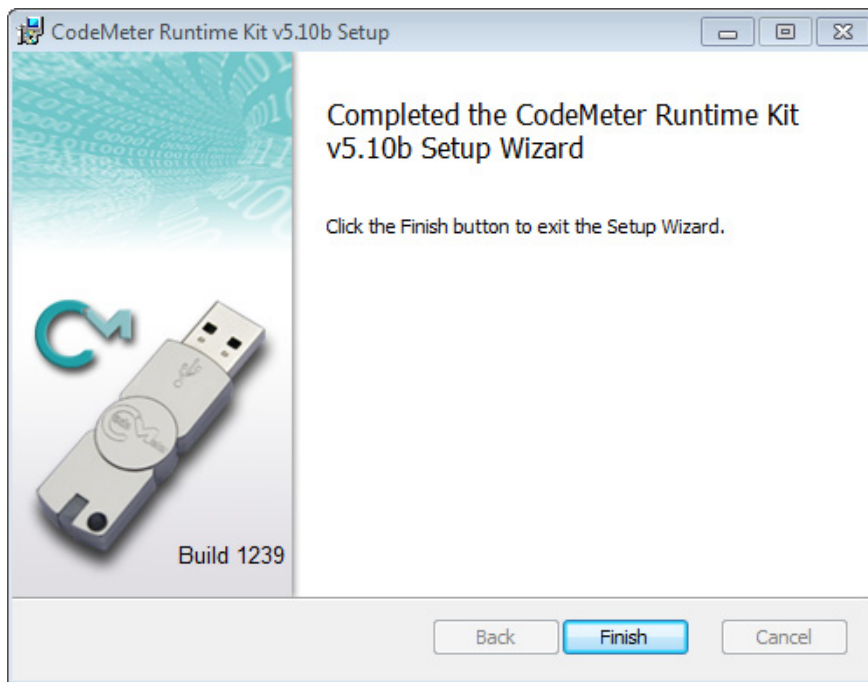 CodeMeter Runtime Kit v5.10b Setup
Completed the CodeMeter Runtime Kit
v5.10b Setup Wizard
Click the Finish button to exit the Setup Wizard.
CM
Build 1239
Back
Finish
Cancel